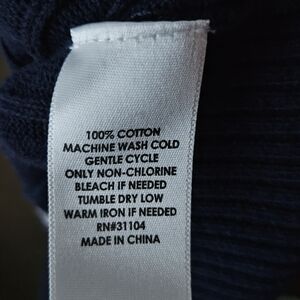 100% COTTON
MACHINE WASH COLD
GENTLE CYCLE
ONLY NON-CHLORINE
BLEACH IF NEEDED
TUMBLE DRY LOW
WARM IRON IF NEEDED
RN#31104
MADE IN CHINA